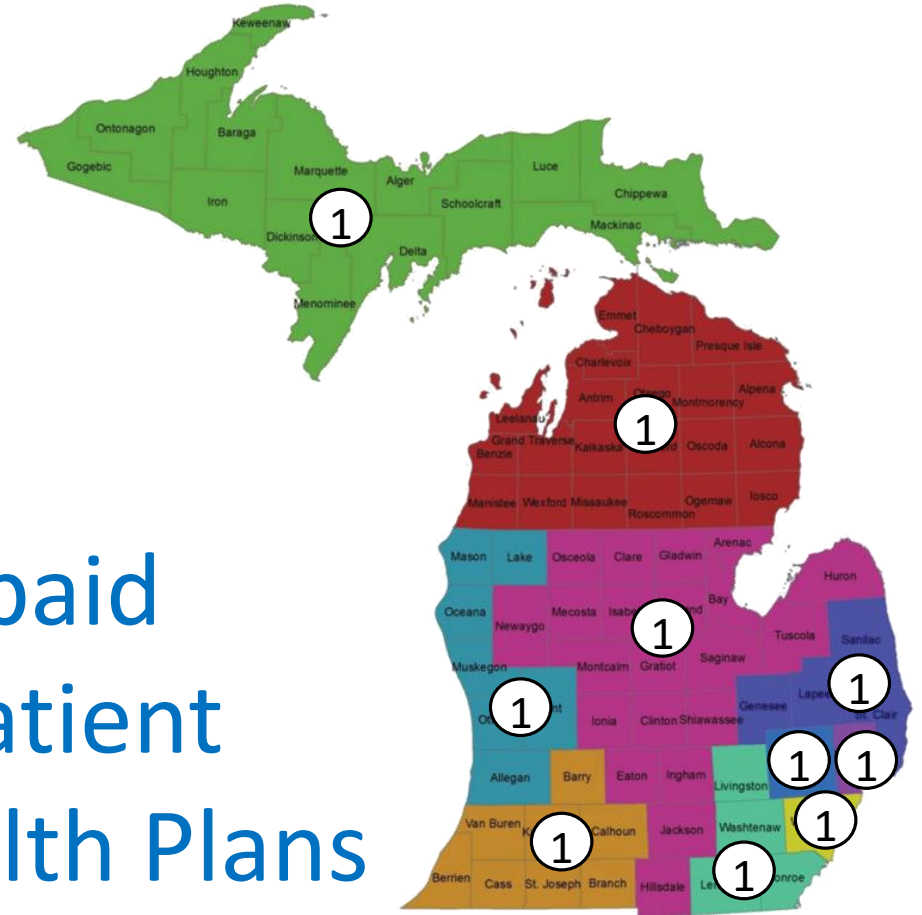 Keweenaw
Houghton
Ontonagon
Baraga
Gogebic
Marquette
Alger
Luce
Iron
Schoolcraft
Chippewa
Dickinson
1
Mackinac
Delta
Menominee
Emmet
Cheboygan
Presque Isle
Charlevoix
Antrim
Otsego
Montmorency
Alpena
Leelanau
1
Grand Traverse
Benzie
Kalkaska
Oscoda
Alcona
Manistee
Wexford
Missaukee
Roscommon
Ogemaw
Iosco
Mason
Lake
Osceola
Clare
Gladwin
Arenac
Huron
Oceana
Newaygo
Mecosta
1
Bay
Tuscola
Sanilac
Muskegon
Montcalm
Gratiot
Saginaw
1
1
Ionia
Clinton
Shiawassee
Genesee
St. Clair
Allegan
Barry
Eaton
Ingham
Livingston
1
1
Van Buren
1
Calhoun
Jackson
Washtenaw
1
Berrien
Cass
St. Joseph
Branch
Hillsdale
1
paid
atient
lth Plans